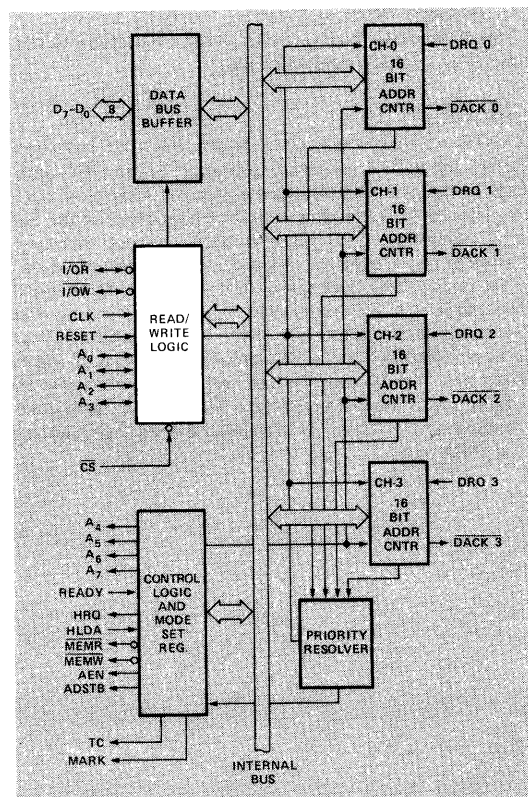 DATA
BUS
BUFFER
D₇-D₀
8
I/OR
I/OW
CLK
RESET
A₀
A₁
A₂
A₃
READ/
WRITE
LOGIC
CS
A₄
A₅
A₆
A₇
READY
HRQ
HLDA
MEMR
MEMW
AEN
ADSTB
CONTROL
LOGIC
AND
MODE
SET
REG.
TC
MARK
INTERNAL
BUS
CH-0
16
BIT
ADDR
CNTR
DRQ 0
DACK 0
CH-1
16
BIT
ADDR
CNTR
DRQ 1
DACK 1
CH-2
16
BIT
ADDR
CNTR
DRQ 2
DACK 2
CH-3
16
BIT
ADDR
CNTR
DRQ 3
DACK 3
PRIORITY
RESOLVER